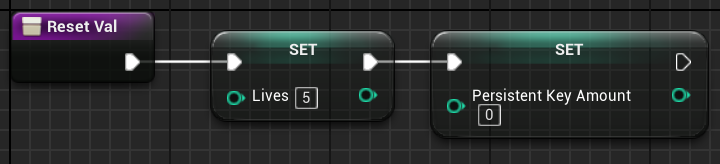 Reset Val
SET
SET
Lives 5
Persistent Key Amount
0